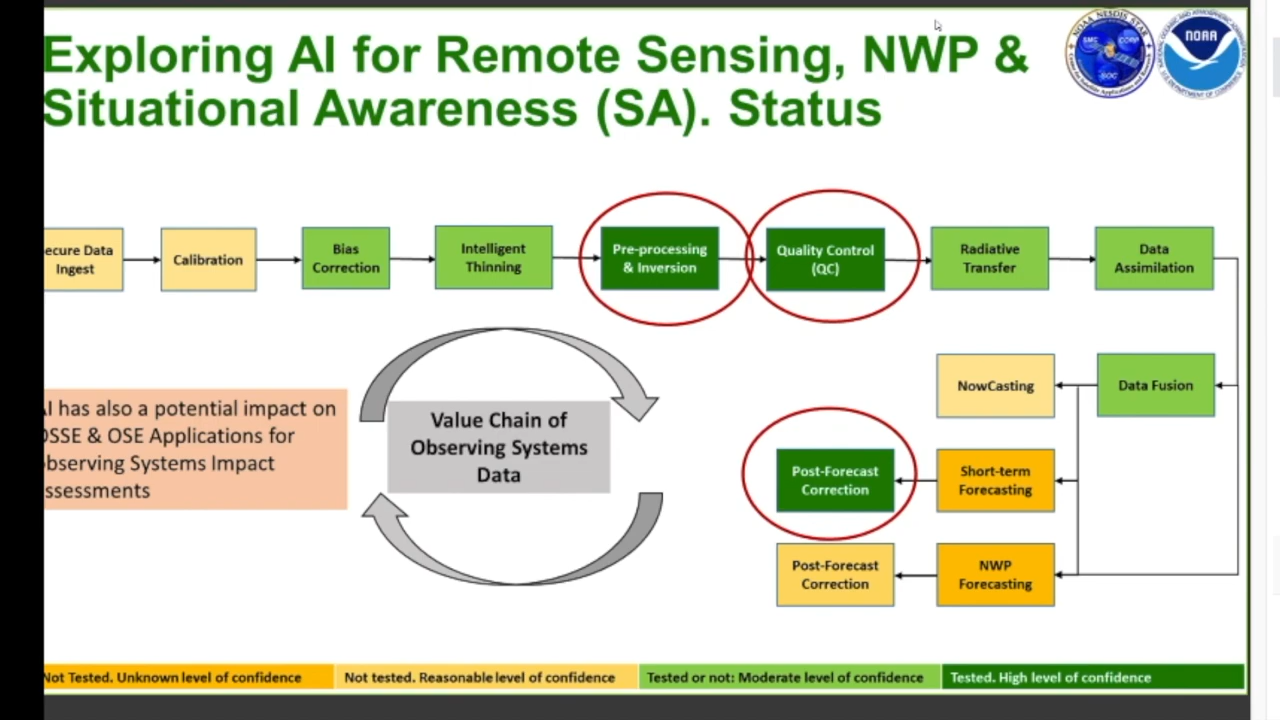 Exploring AI for Remote Sensing, NWP &
Situational Awareness (SA). Status
NOAA
ecure Data
Ingest
Calibration
Bias
Correction
Intelligent
Thinning
Pre-processing
& Inversion
Quality Control
(QC)
Radiative
Transfer
Data
Assimilation
NowCasting
Data Fusion
AI has also a potential impact on
OSSE & OSE Applications for
bserving Systems Impact
ssessments
Value Chain of
Observing Systems
Data
Post-Forecast
Correction
Short-term
Forecasting
Post-Forecast
Correction
NWP
Forecasting
Not Tested. Unknown level of confidence
Not tested. Reasonable level of confidence
Tested or not: Moderate level of confidence
Tested. High level of confidence